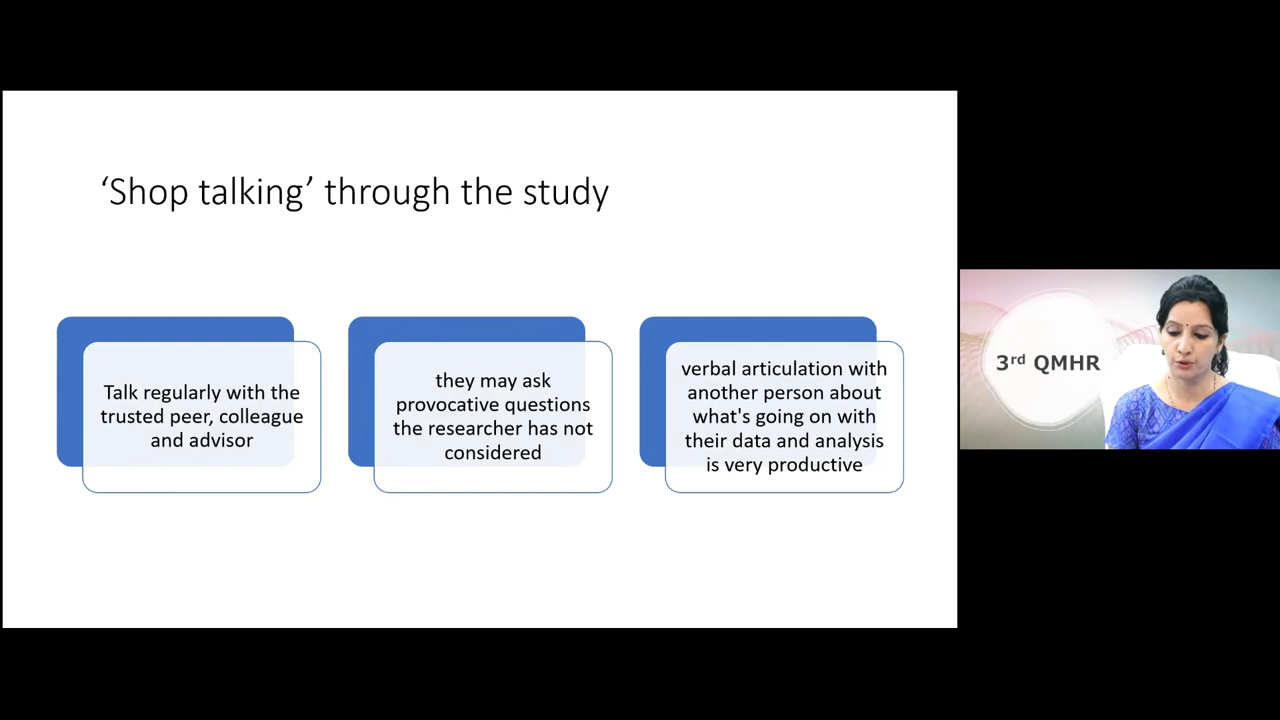 ‘Shop talking’ through the study
Talk regularly with the
trusted peer, colleague
and advisor
they may ask
provocative questions
the researcher has not
considered
verbal articulation with
another person about
what's going on with
their data and analysis
is very productive
3rd QMHR